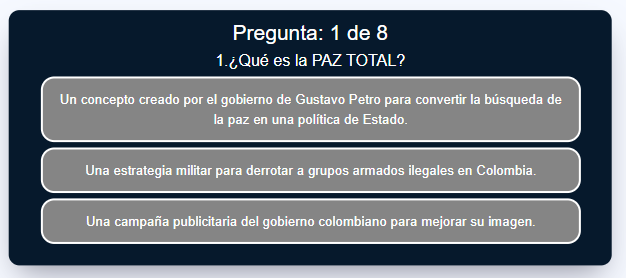 Pregunta: 1 de 8
1.¿Qué es la PAZ TOTAL?
Un concepto creado por el gobierno de Gustavo Petro para convertir la búsqueda de
la paz en una política de Estado.
Una estrategia militar para derrotar a grupos armados ilegales en Colombia.
Una campaña publicitaria del gobierno colombiano para mejorar su imagen.